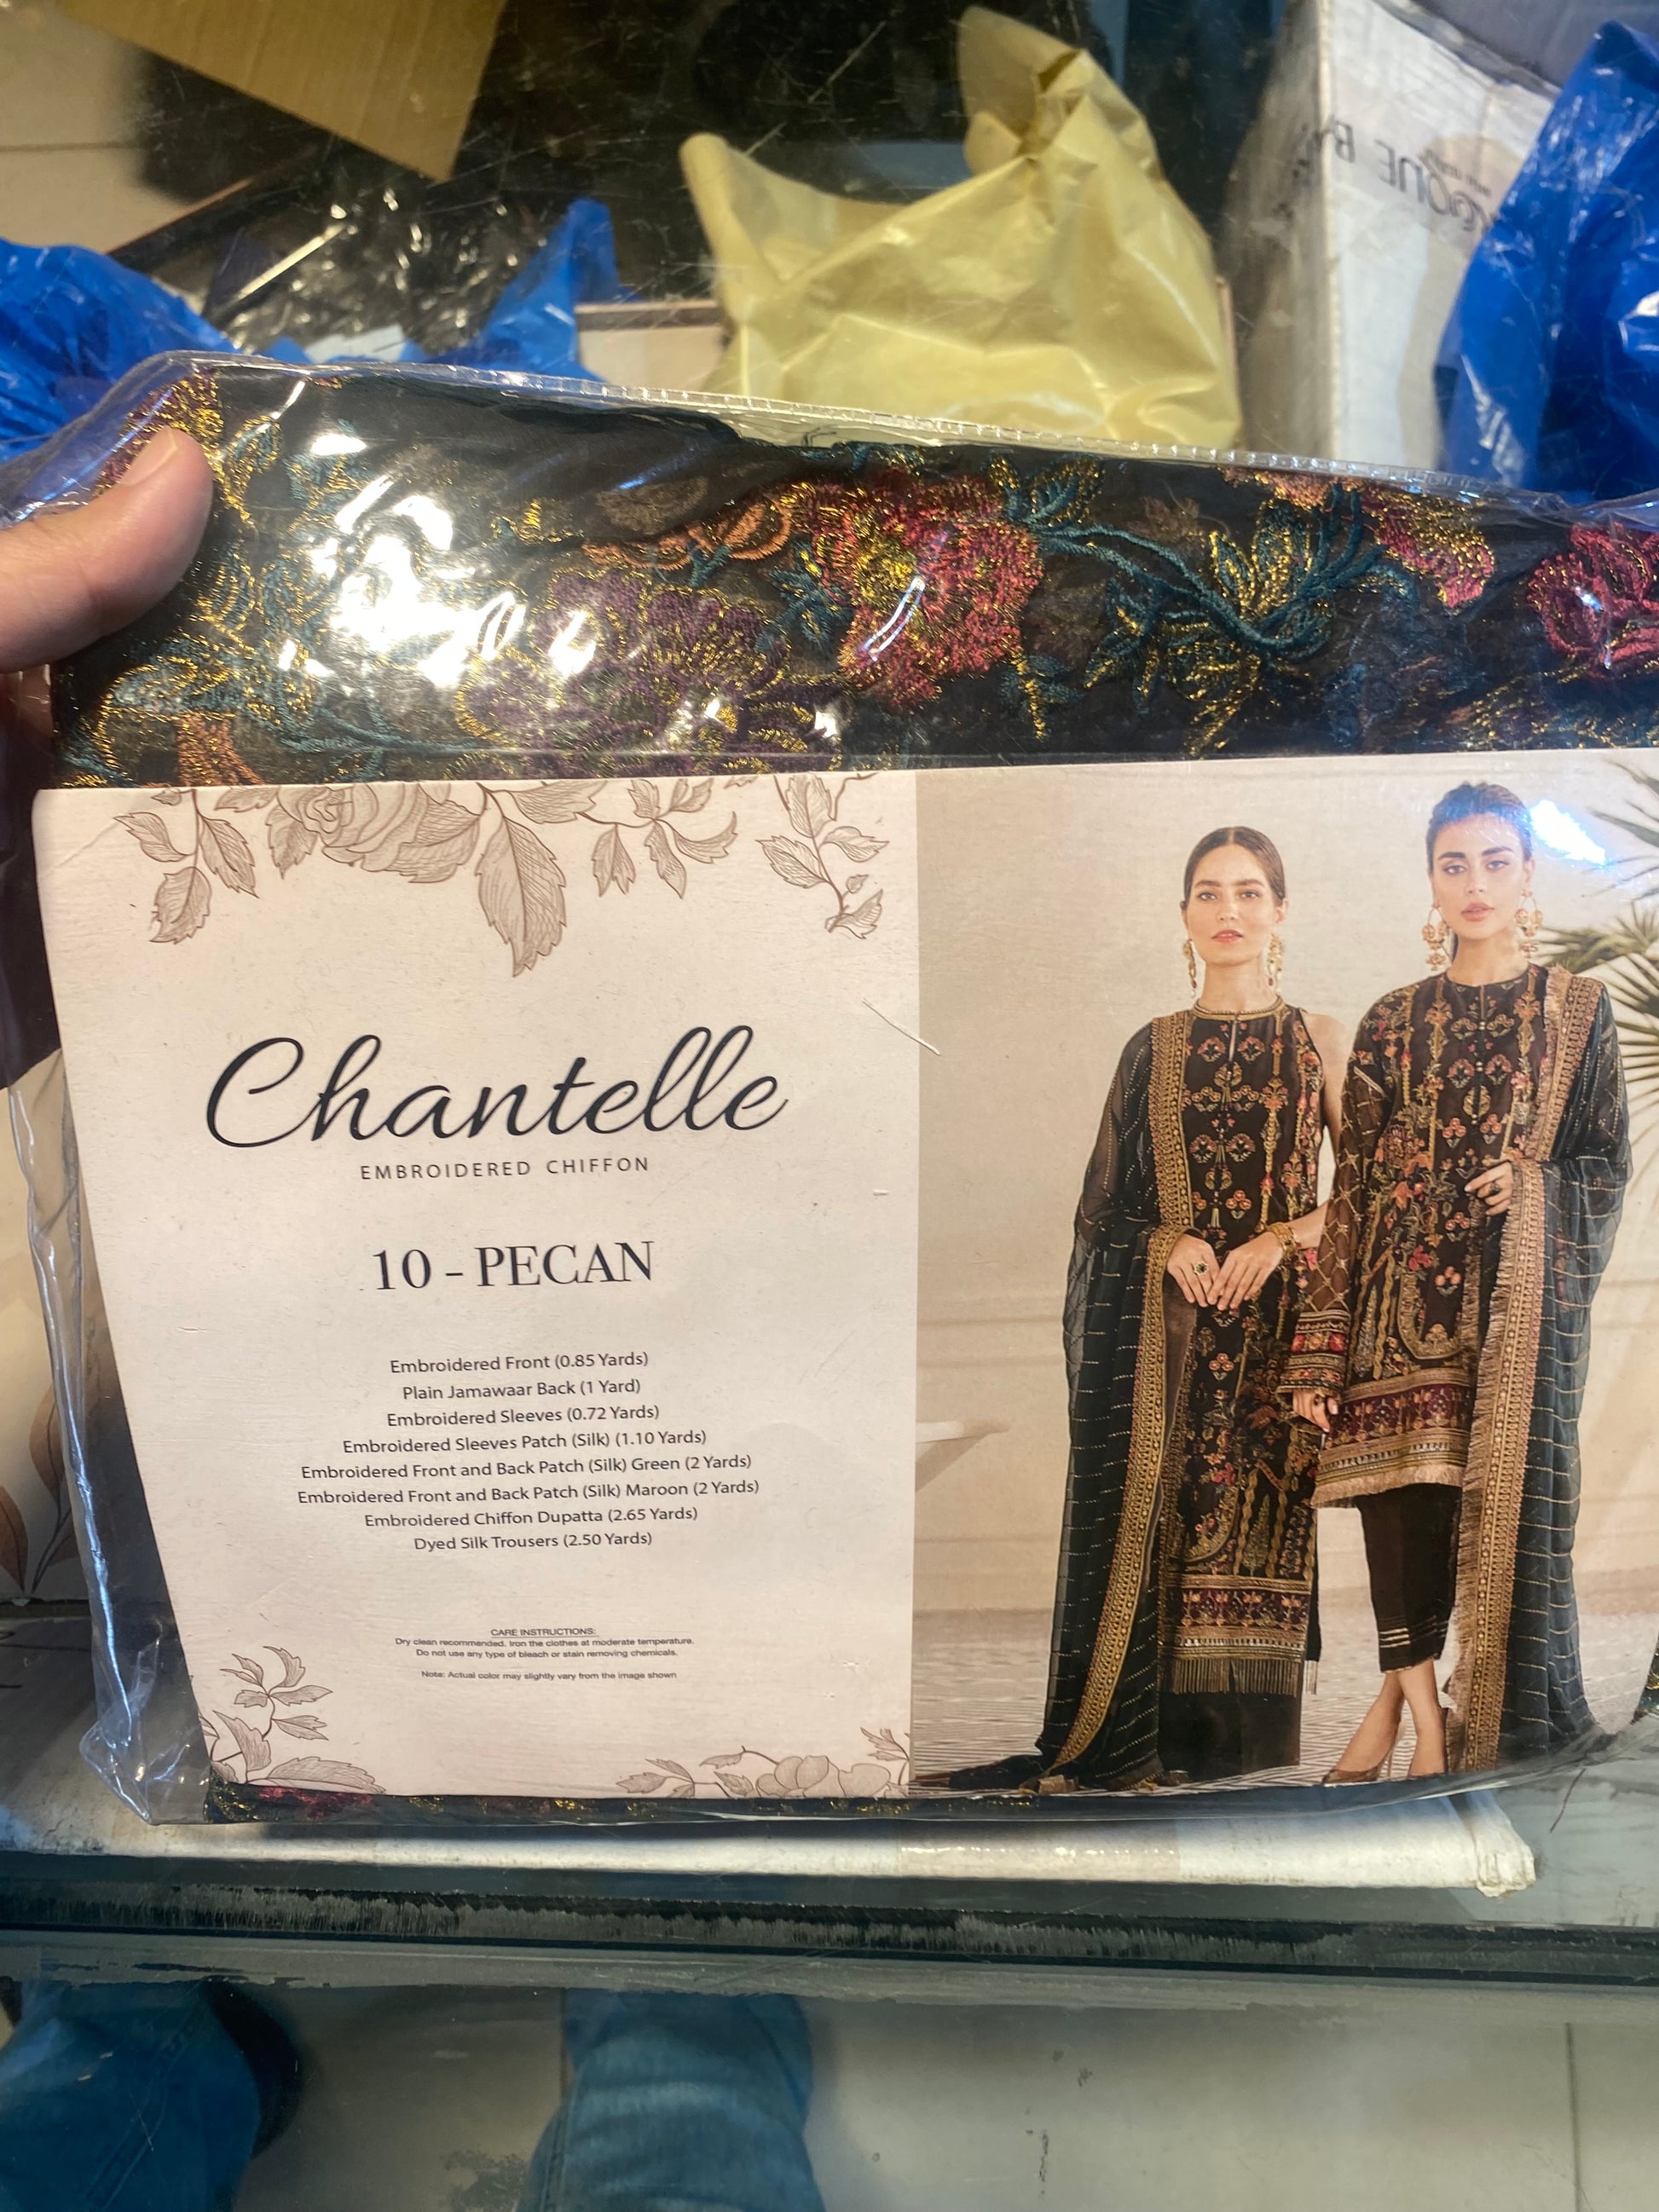 Chantelle
EMBROIDERED CHIFFON
10 - PECAN
Embroidered Front (0.85 Yards)
Plain Jamawaar Back (1 Yard)
Embroidered Sleeves (0.72 Yards)
Embroidered Sleeves Patch (Silk) (1.10 Yards)
Embroidered Front and Back Patch (Silk) Green (2 Yards)
Embroidered Front and Back Patch (Silk) Maroon (2 Yards)
Embroidered Chiffon Dupatta (2.65 Yards)
Dyed Silk Trousers (2.50 Yards)
CARE INSTRUCTIONS:
Dry clean recommended. Iron the clothes at moderate temperature.
Do not use any type of bleach or stain removing chemicals.
Note: Actual color may slightly vary from the image shown